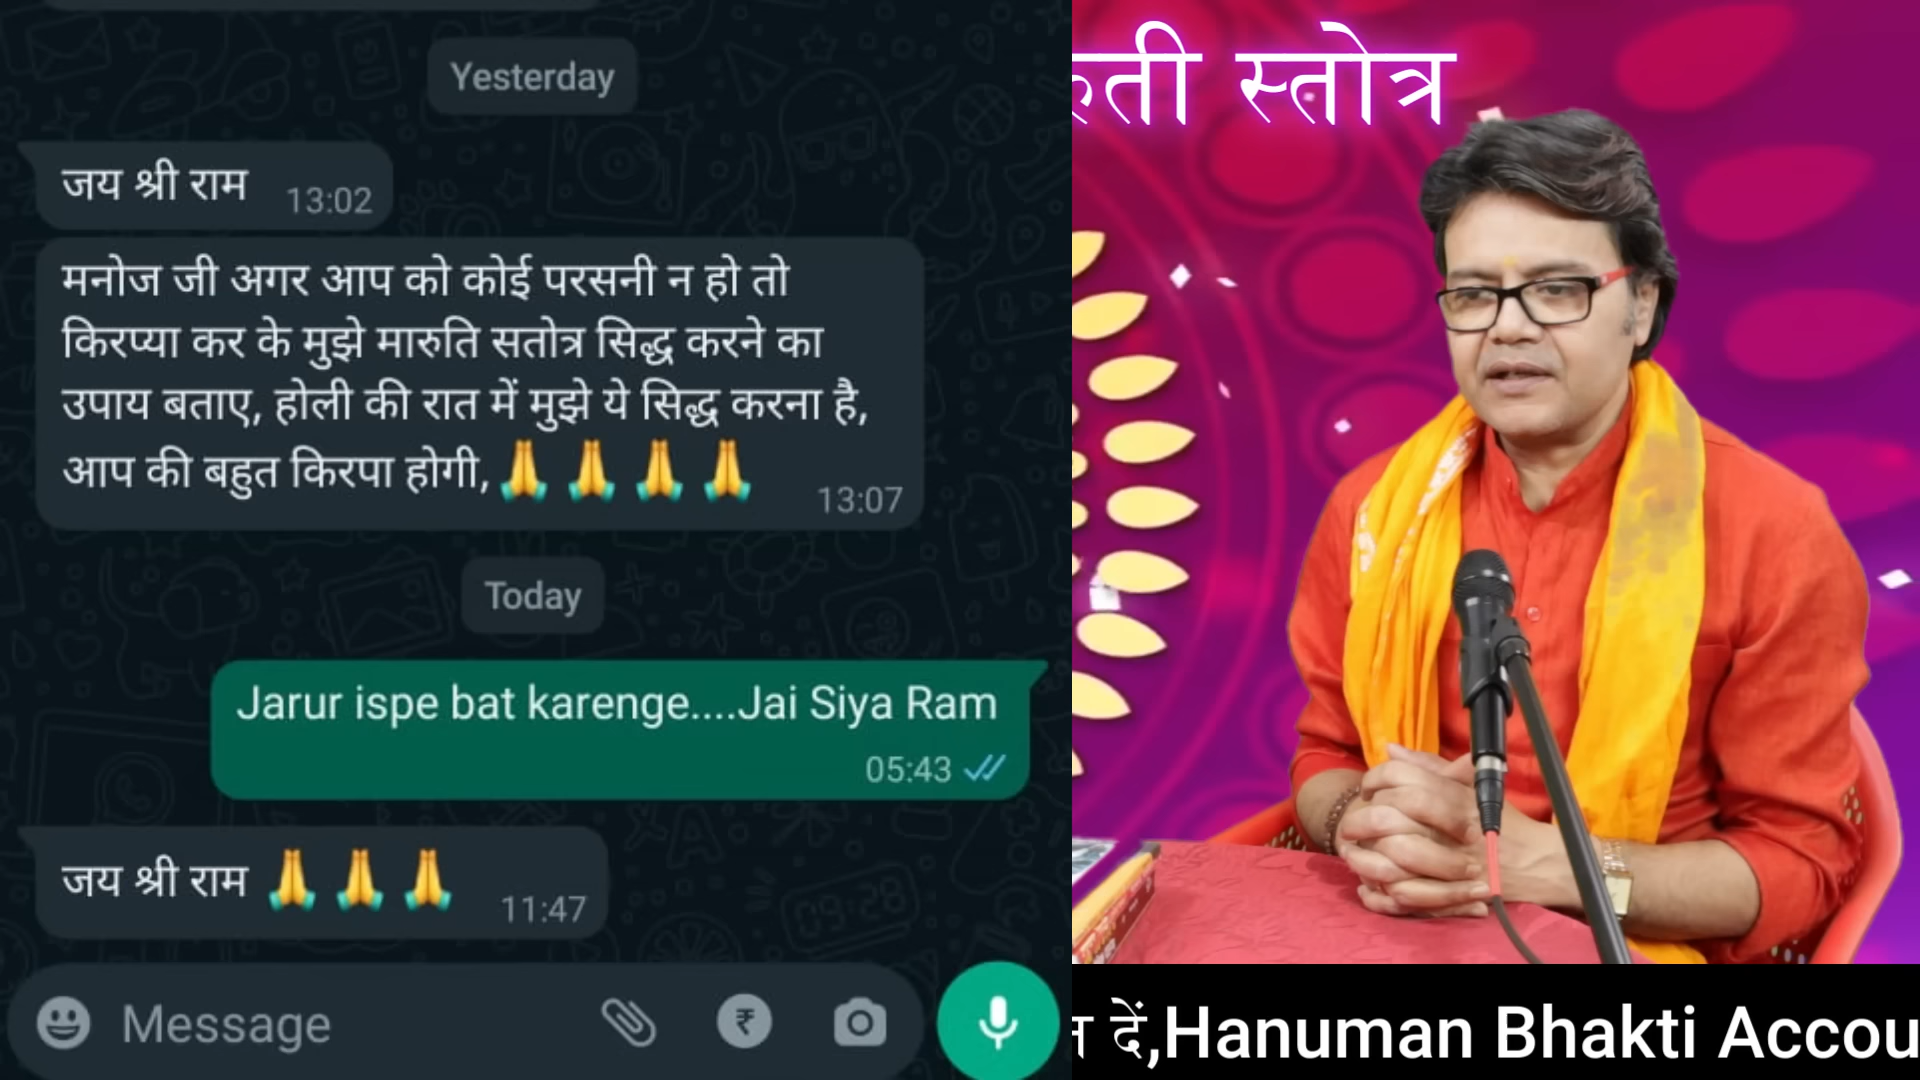 Yesterday
जय श्री राम 13:02
मनोज जी अगर आप को कोई परसनी न हो तो
किरप्या कर के मुझे मारुति सतोत्र सिद्ध करने का
उपाय बताए, होली की रात में मुझे ये सिद्ध करना है,
आप की बहुत किरपा होगी,🙏🙏🙏🙏 13:07
Today
Jarur ispe bat karenge....Jai Siya Ram
05:43
जय श्री राम 🙏🙏🙏 11:47
Message
स्तोत्र
दें,Hanuman Bhakti Accou